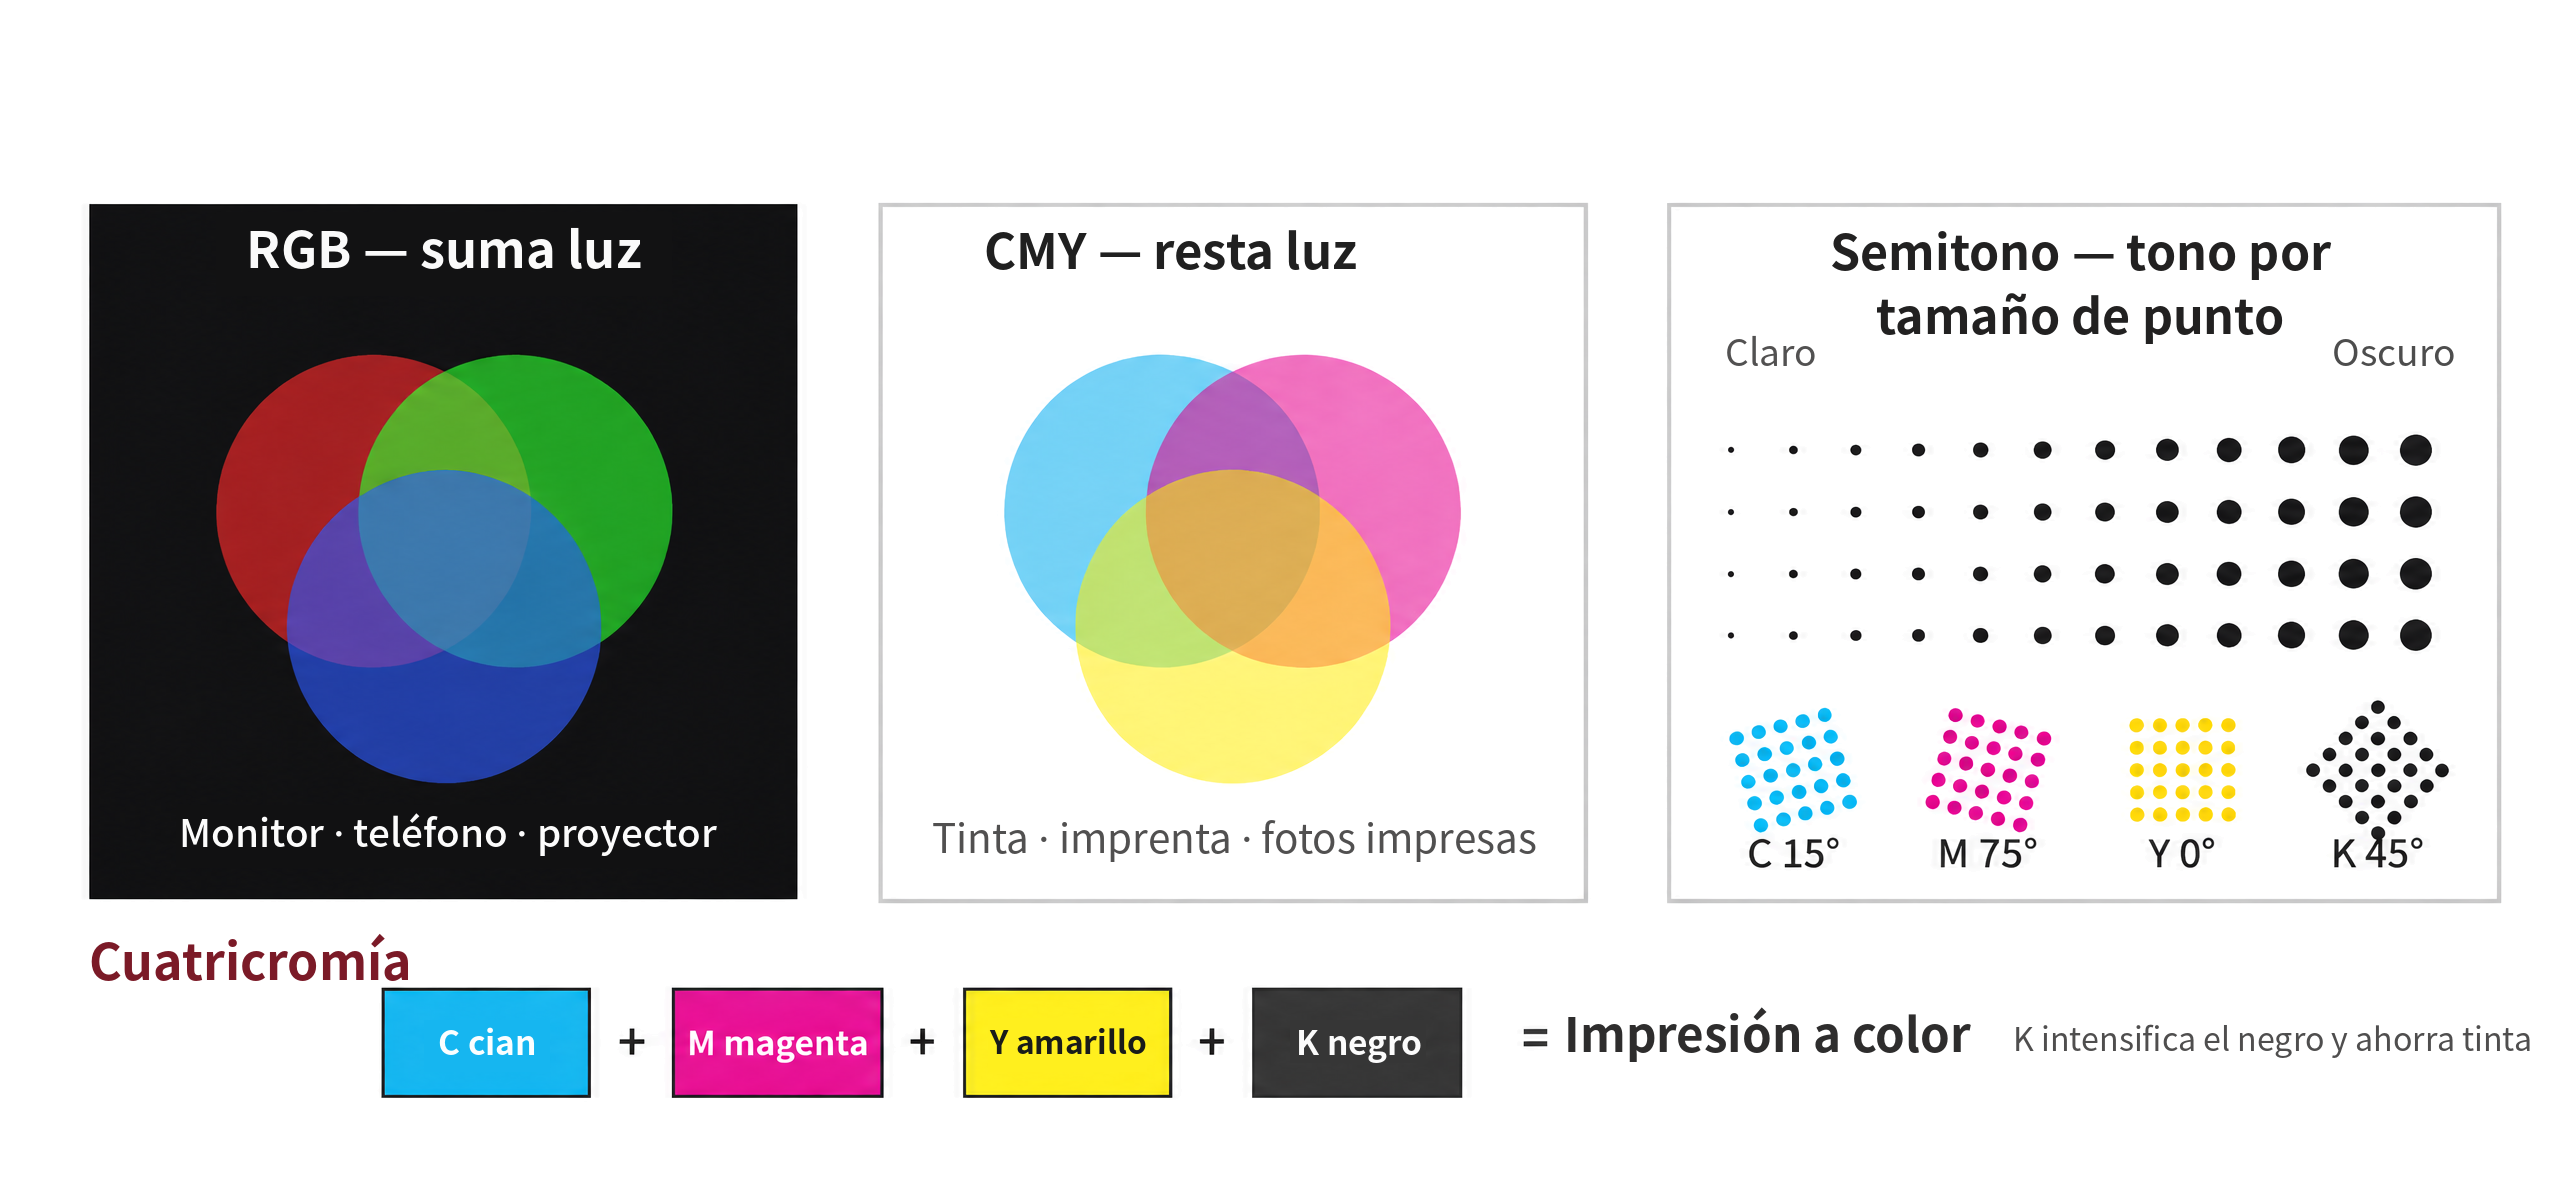 RGB — suma luz
Monitor · teléfono · proyector
CMY — resta luz
Tinta · imprenta · fotos impresas
Semitono — tono por
tamaño de punto
Claro
Oscuro
C 15°
M 75°
Y 0°
K 45°
Cuatricromía
C cian + M magenta + Y amarillo + K negro = Impresión a color K intensifica el negro y ahorra tinta